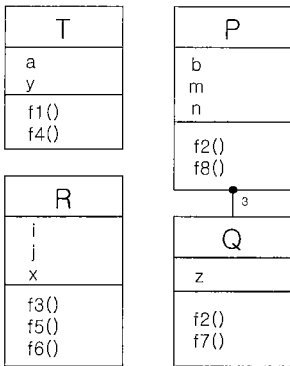 T
a
y
f1()
f4()
P
b
m
n
f2()
f8()
3
R
i
j
x
f3()
f5()
f6()
Q
z
f2()
f7()